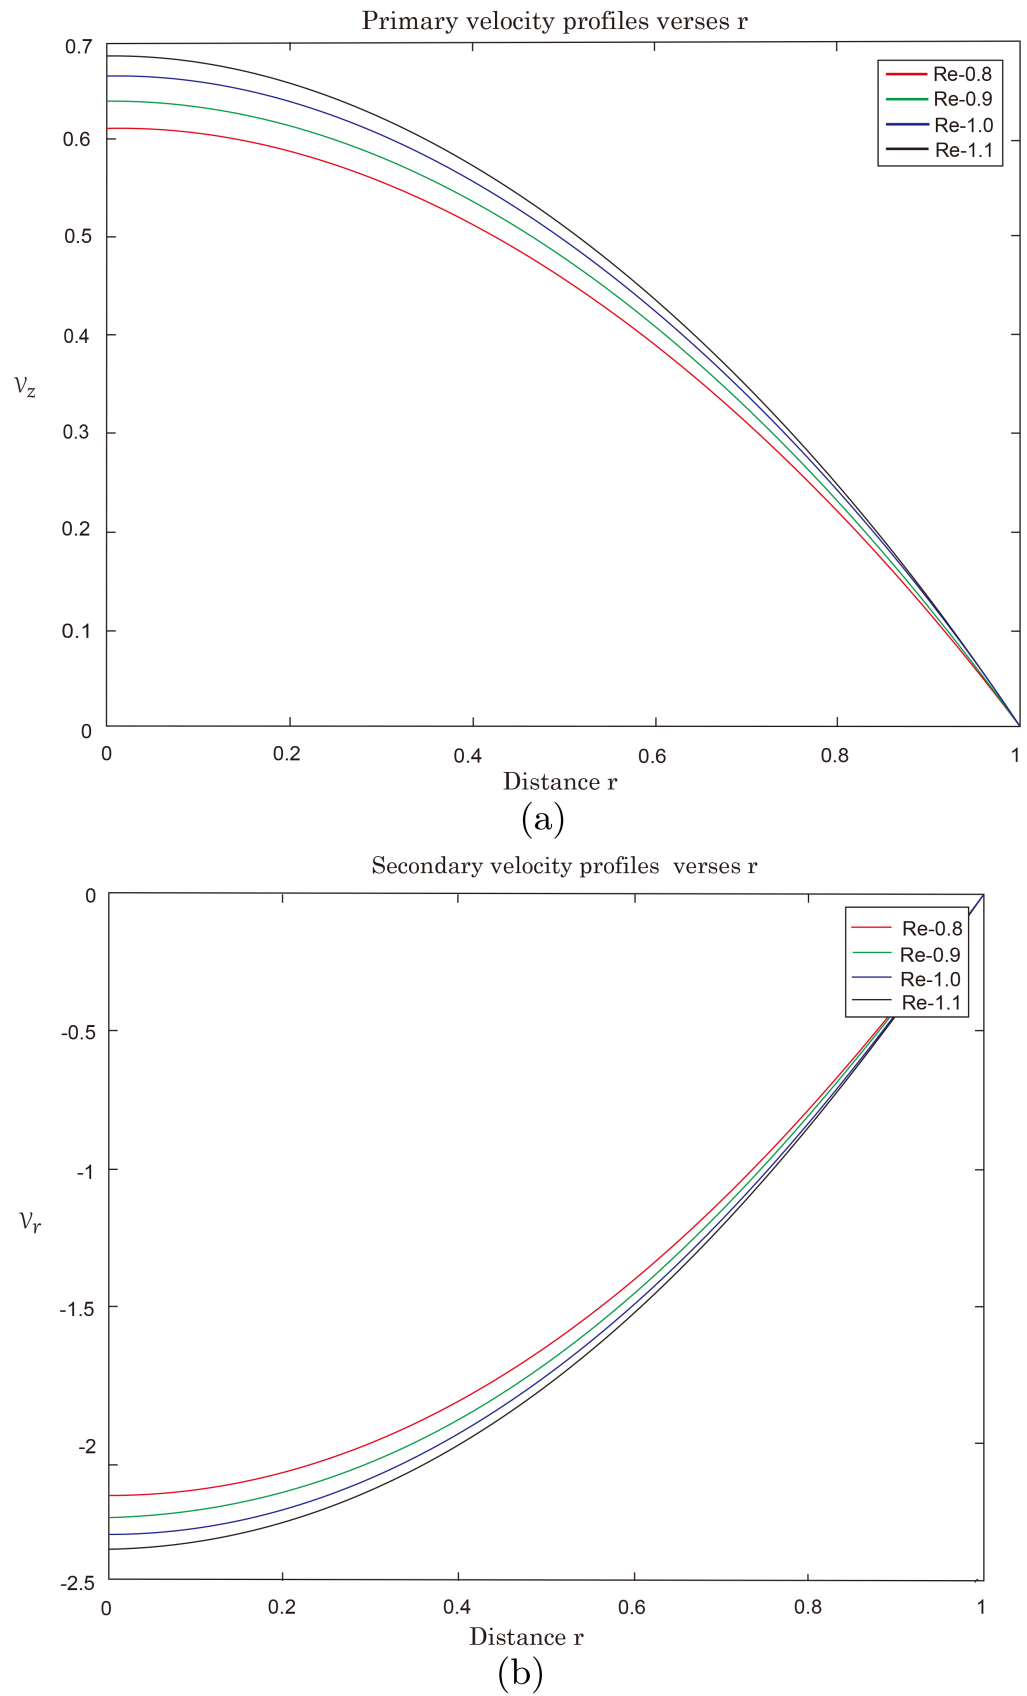 Primary velocity profiles verses r
0.7
0.6
0.5
0.4
0.3
0.2
0.1
0
Re-0.8
Re-0.9
Re-1.0
Re-1.1
𝒱z
0 0.2 0.4 0.6 0.8 1
Distance r
(a)
Secondary velocity profiles verses r
0
-0.5
-1
-1.5
-2
-2.5
Re-0.8
Re-0.9
Re-1.0
Re-1.1
𝒱r
0 0.2 0.4 0.6 0.8 1
Distance r
(b)